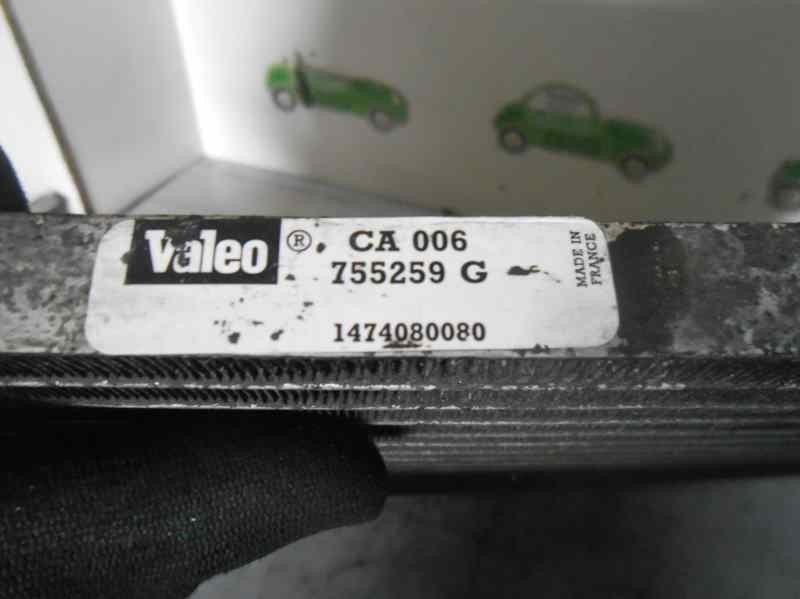 Valeo ® CA 006
755259 G
1474080080
MADE IN
FRANCE